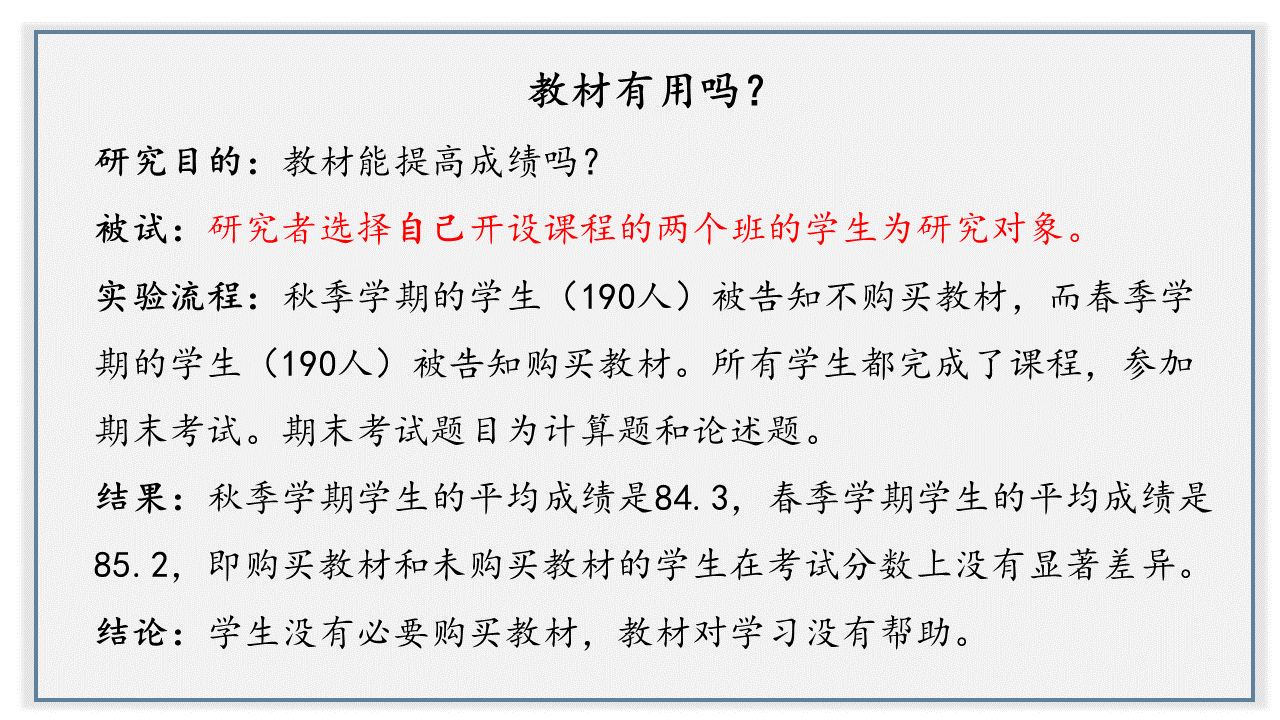 教材有用吗？
研究目的：教材能提高成绩吗？
被试：研究者选择自己开设课程的两个班的学生为研究对象。
实验流程：秋季学期的学生（190人）被告知不购买教材，而春季学
期的学生（190人）被告知购买教材。所有学生都完成了课程，参加
期末考试。期末考试题目为计算题和论述题。
结果：秋季学期学生的平均成绩是84.3，春季学期学生的平均成绩是
85.2，即购买教材和未购买教材的学生在考试分数上没有显著差异。
结论：学生没有必要购买教材，教材对学习没有帮助。